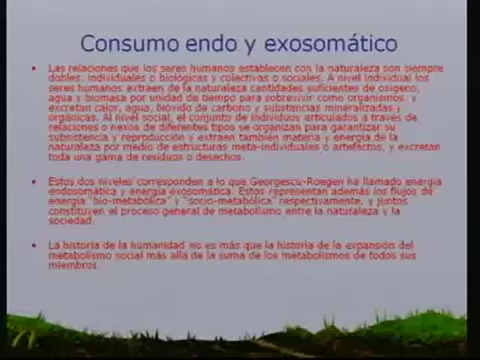 Consumo endo y exosomático
Las relaciones que los seres humanos establecen con la naturaleza son siempre
dobles: individuales o biológicas y colectivas o sociales. A nivel individual los
seres humanos extraen de la naturaleza cantidades suficientes de oxígeno,
agua y biomasa por unidad de tiempo para sobrevivir como organismos y
excretan calor, agua, bióxido de carbono y substancias mineralizadas y
orgánicas. Al nivel social, el conjunto de individuos articulados a través de
relaciones o nexos de diferentes tipos se organizan para garantizar su
subsistencia y reproducción y extraen también materia y energía de la
naturaleza por medio de estructuras meta-individuales o artefactos, y excretan
toda una gama de residuos o desechos.
Estos dos niveles corresponden a lo que Georgescu-Roegen ha llamado energía
endosomática y energía exosomática. Estos representan además los flujos de
energía "bio-metabólica" y "socio-metabólica" respectivamente, y juntos
constituyen el proceso general de metabolismo entre la naturaleza y la
sociedad.
La historia de la humanidad no es más que la historia de la expansión del
metabolismo social más allá de la suma de los metabolismos de todos sus
miembros.